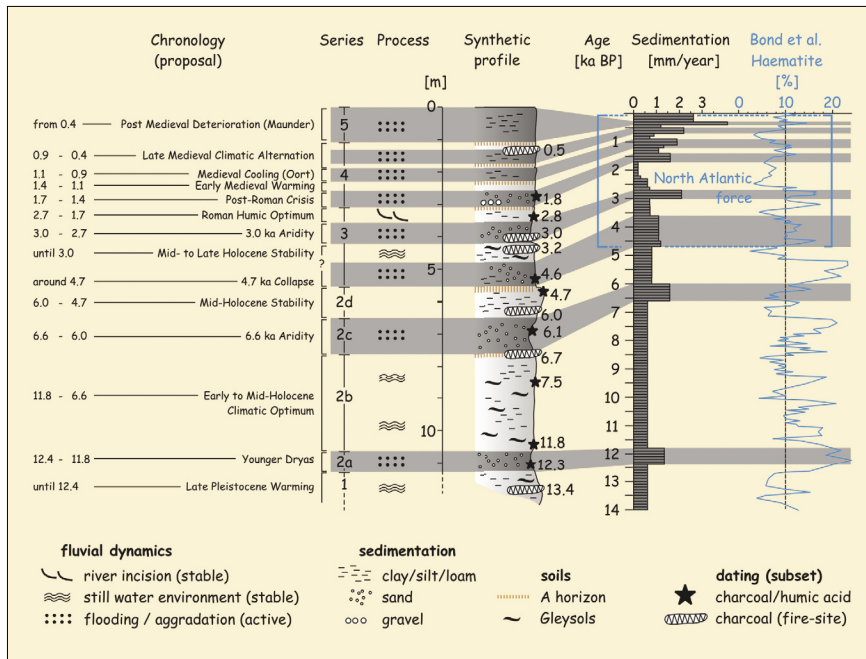 Chronology (proposal)
Series
Process
Synthetic profile
[m]
Age [ka BP]
Sedimentation [mm/year]
Bond et al. Haematite [%]
0 1 2 3
0 10 20
from 0.4 Post Medieval Deterioration (Maunder)
0.9 - 0.4 Late Medieval Climatic Alternation
1.1 - 0.9 Medieval Cooling (Oort)
1.4 - 1.1 Early Medieval Warming
1.7 - 1.4 Post-Roman Crisis
2.7 - 1.7 Roman Humic Optimum
3.0 - 2.7 3.0 ka Aridity
until 3.0 Mid- to Late Holocene Stability
around 4.7 4.7 ka Collapse
6.0 - 4.7 Mid-Holocene Stability
6.6 - 6.0 6.6 ka Aridity
11.8 - 6.6 Early to Mid-Holocene
Climatic Optimum
12.4 - 11.8 Younger Dryas
until 12.4 Late Pleistocene Warming
5
4
3
?
2d
2c
2b
2a
1
0
5
10
0.5
1.8
2.8
3.0
3.2
4.6
4.7
6.0
6.1
6.7
7.5
11.8
12.3
13.4
1
2
3
4
5
6
7
8
9
10
11
12
13
14
North Atlantic
force
fluvial dynamics
river incision (stable)
still water environment (stable)
flooding / aggradation (active)
sedimentation
clay/silt/loam
sand
gravel
soils
A horizon
Gleysols
dating (subset)
charcoal/humic acid
charcoal (fire-site)